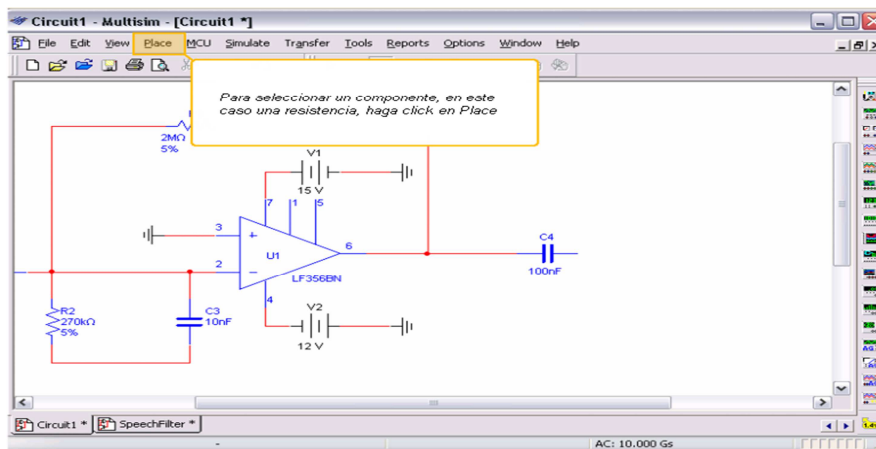 Circuit1 - Multisim - [Circuit1 *]
File Edit View Place MCU Simulate Transfer Tools Reports Options Window Help
Para seleccionar un componente, en este
caso una resistencia, haga click en Place
2MΩ
5%
V1
15 V
7 1 5
3
+
U1
6
2
−
LF356BN
4
C4
100nF
R2
270kΩ
5%
C3
10nF
V2
12 V
Circuit1 * SpeechFilter *
- AC: 10.000 Gs